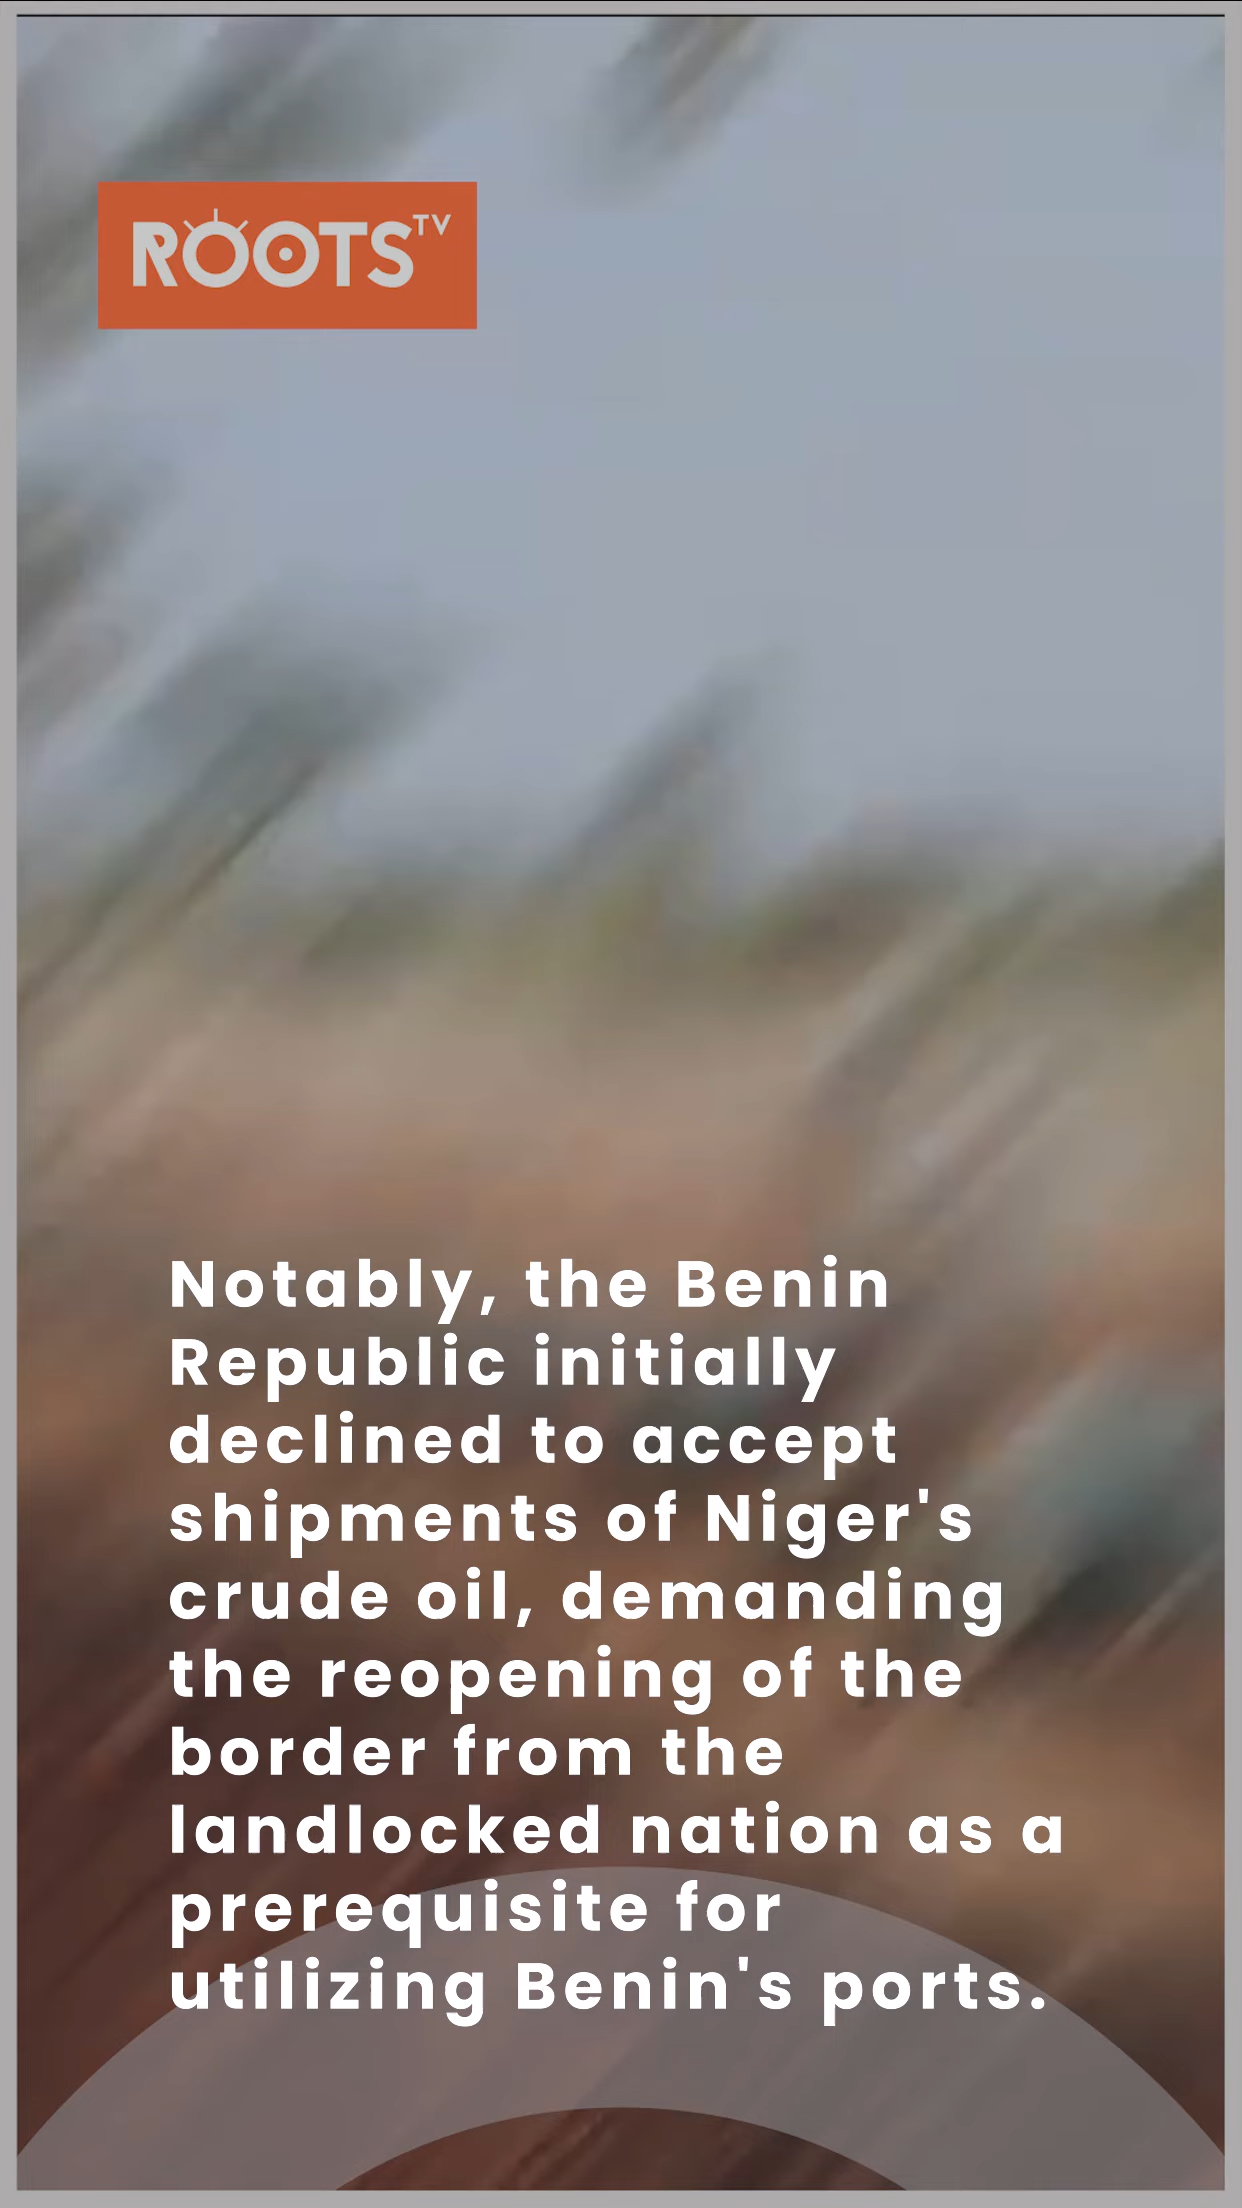 ROOTS TV
Notably, the Benin
Republic initially
declined to accept
shipments of Niger's
crude oil, demanding
the reopening of the
border from the
landlocked nation as a
prerequisite for
utilizing Benin's ports.